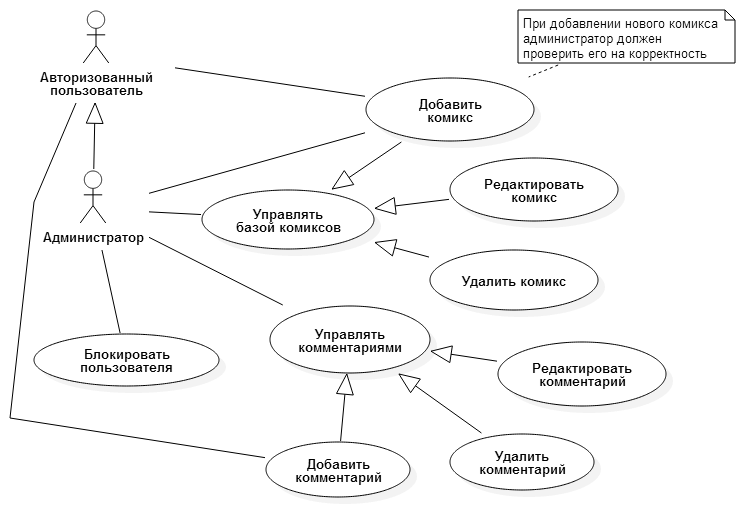 При добавлении нового комикса
администратор должен
проверить его на корректность
Авторизованный
пользователь
Добавить
комикс
Редактировать
комикс
Управлять
базой комиксов
Администратор
Удалить комикс
Управлять
комментариями
Блокировать
пользователя
Редактировать
комментарий
Добавить
комментарий
Удалить
комментарий